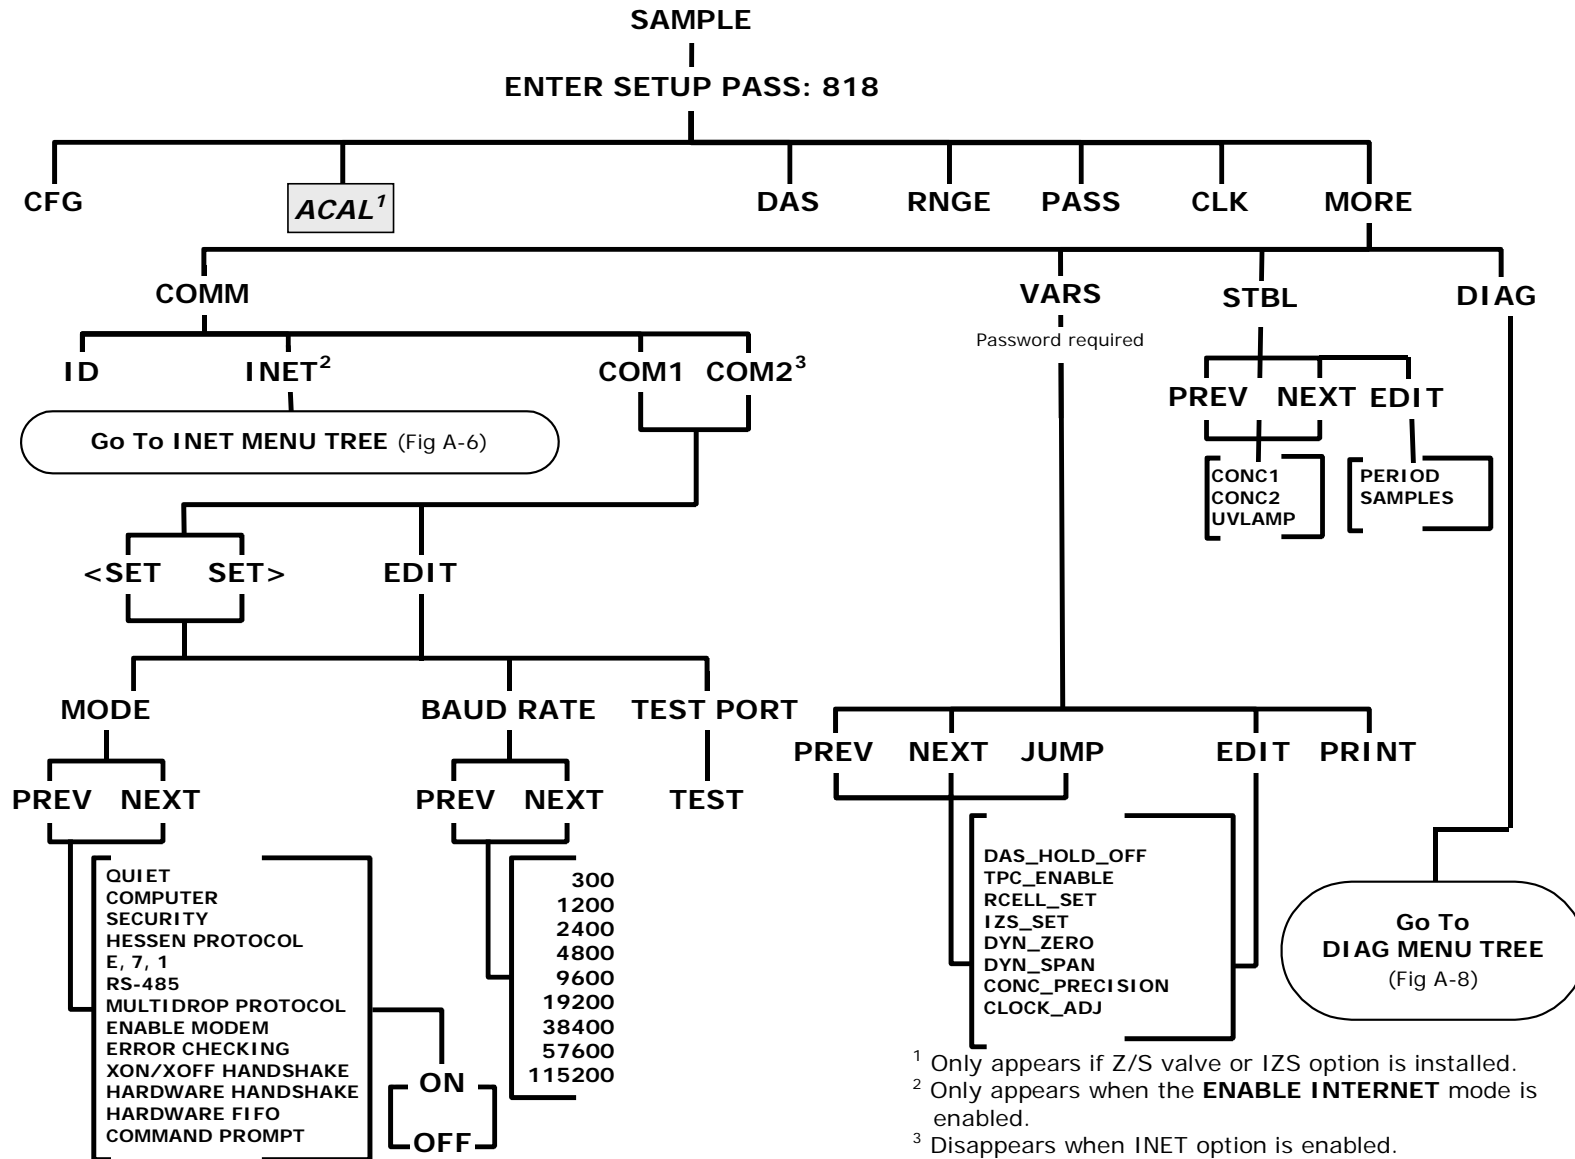 SAMPLE
ENTER SETUP PASS: 818
CFG
ACAL1
DAS
RNGE
PASS
CLK
MORE
COMM
VARS
STBL
DIAG
Password required
ID
INET2
COM1
COM23
Go To INET MENU TREE (Fig A-6)
PREV
NEXT
EDIT
CONC1
CONC2
UVLAMP
PERIOD
SAMPLES
<SET
SET>
EDIT
MODE
BAUD RATE
TEST PORT
PREV
NEXT
PREV
NEXT
TEST
QUIET
COMPUTER
SECURITY
HESSEN PROTOCOL
E, 7, 1
RS-485
MULTIDROP PROTOCOL
ENABLE MODEM
ERROR CHECKING
XON/XOFF HANDSHAKE
HARDWARE HANDSHAKE
HARDWARE FIFO
COMMAND PROMPT
ON
OFF
300
1200
2400
4800
9600
19200
38400
57600
115200
PREV
NEXT
JUMP
EDIT
PRINT
DAS_HOLD_OFF
TPC_ENABLE
RCELL_SET
IZS_SET
DYN_ZERO
DYN_SPAN
CONC_PRECISION
CLOCK_ADJ
Go To
DIAG MENU TREE
(Fig A-8)
1 Only appears if Z/S valve or IZS option is installed.
2 Only appears when the ENABLE INTERNET mode is
enabled.
3 Disappears when INET option is enabled.